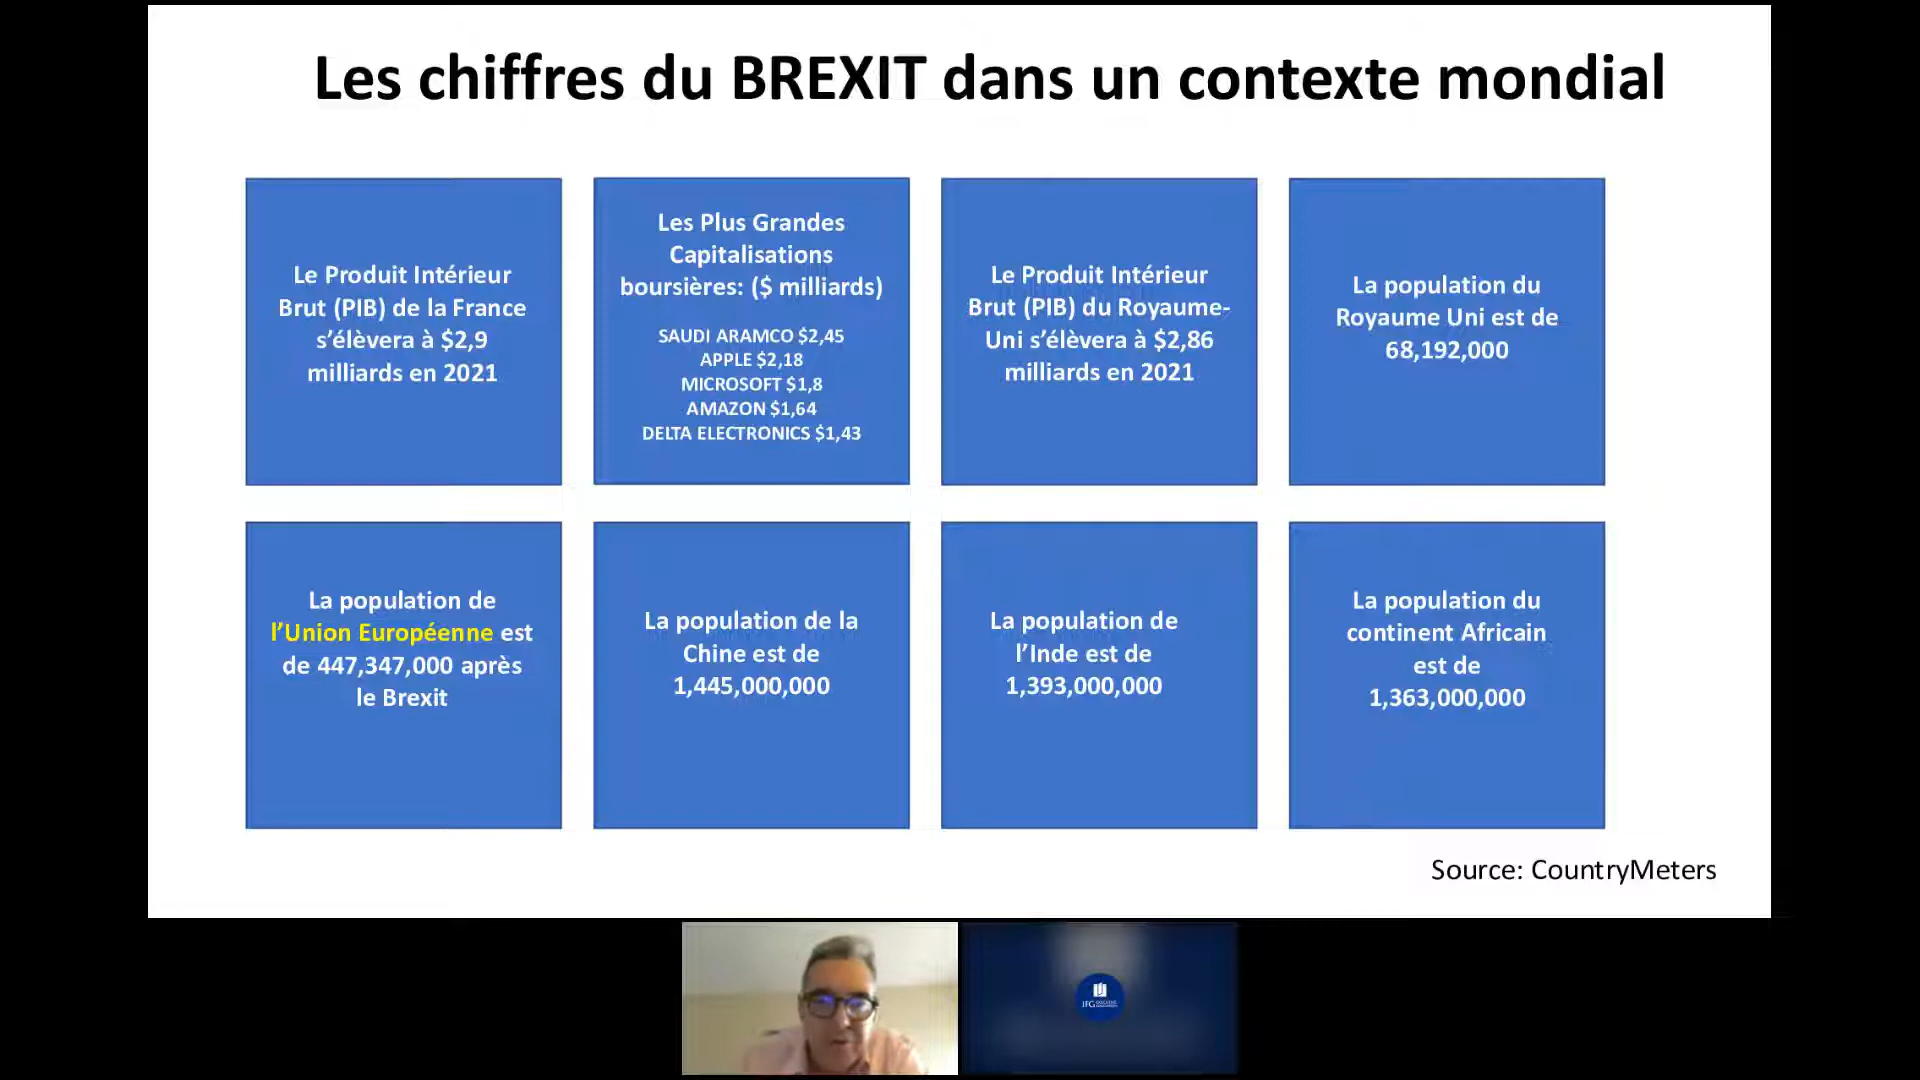 Les chiffres du BREXIT dans un contexte mondial
Le Produit Intérieur
Brut (PIB) de la France
s’élèvera à $2,9
milliards en 2021
Les Plus Grandes
Capitalisations
boursières: ($ milliards)
SAUDI ARAMCO $2,45
APPLE $2,18
MICROSOFT $1,8
AMAZON $1,64
DELTA ELECTRONICS $1,43
Le Produit Intérieur
Brut (PIB) du Royaume-
Uni s’élèvera à $2,86
milliards en 2021
La population du
Royaume Uni est de
68,192,000
La population de
l’Union Européenne est
de 447,347,000 après
le Brexit
La population de la
Chine est de
1,445,000,000
La population de
l’Inde est de
1,393,000,000
La population du
continent Africain
est de
1,363,000,000
Source: CountryMeters